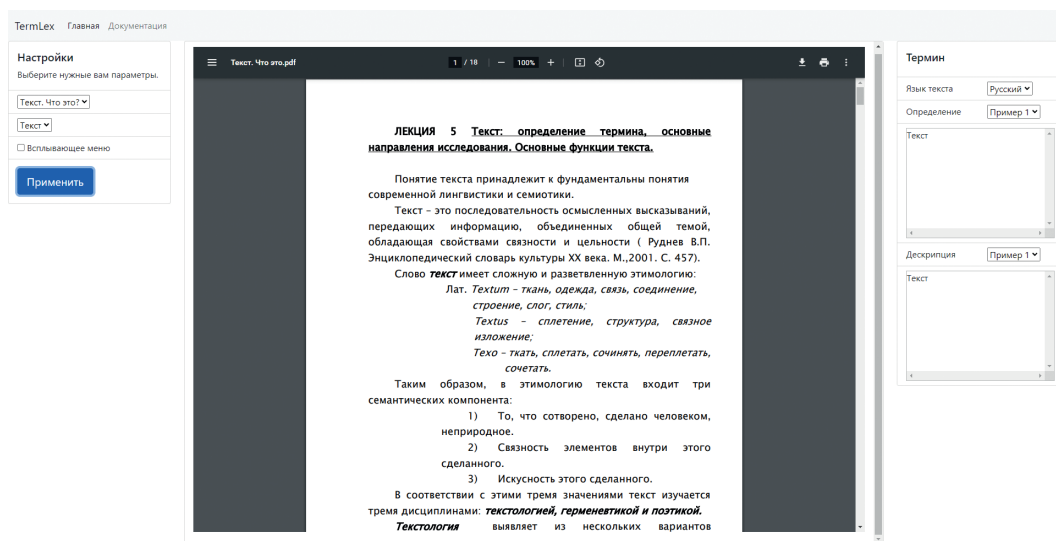 TermLex Главная Документация
Настройки
Выберите нужные вам параметры.
Текст. Что это?
Текст
Всплывающее меню
Применить
Текст. Что это.pdf 1 / 18 | − 100% +
ЛЕКЦИЯ 5 Текст: определение термина, основные
направления исследования. Основные функции текста.
Понятие текста принадлежит к фундаментальны понятия
современной лингвистики и семиотики.
Текст – это последовательность осмысленных высказываний,
передающих информацию, объединенных общей темой,
обладающая свойствами связности и цельности ( Руднев В.П.
Энциклопедический словарь культуры XX века. М.,2001. С. 457).
Слово текст имеет сложную и разветвленную этимологию:
Лат. Textum – ткань, одежда, связь, соединение,
строение, слог, стиль;
Textus – сплетение, структура, связное
изложение;
Texo – ткать, сплетать, сочинять, переплетать,
сочетать.
Таким образом, в этимологию текста входит три
семантических компонента:
1) То, что сотворено, сделано человеком,
неприродное.
2) Связность элементов внутри этого
сделанного.
3) Искусность этого сделанного.
В соответствии с этими тремя значениями текст изучается
тремя дисциплинами: текстологией, герменевтикой и поэтикой.
Текстология выявляет из нескольких вариантов
Термин
Язык текста Русский
Определение Пример 1
Текст
Дескрипция Пример 1
Текст